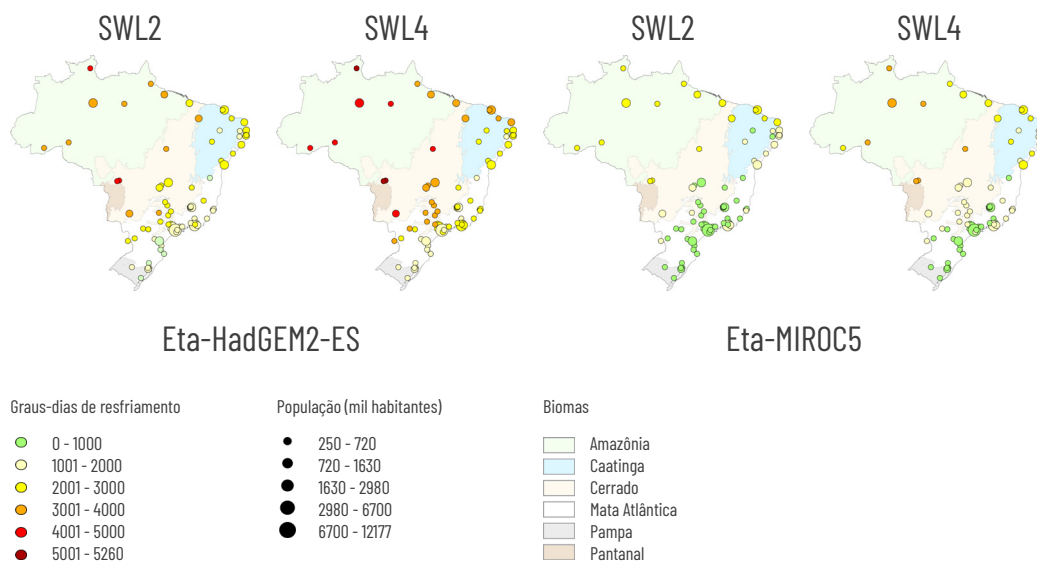 SWL2
SWL4
SWL2
SWL4
Eta-HadGEM2-ES
Eta-MIROC5
Graus-dias de resfriamento
0 - 1000
1001 - 2000
2001 - 3000
3001 - 4000
4001 - 5000
5001 - 5260
População (mil habitantes)
250 - 720
720 - 1630
1630 - 2980
2980 - 6700
6700 - 12177
Biomas
Amazônia
Caatinga
Cerrado
Mata Atlântica
Pampa
Pantanal